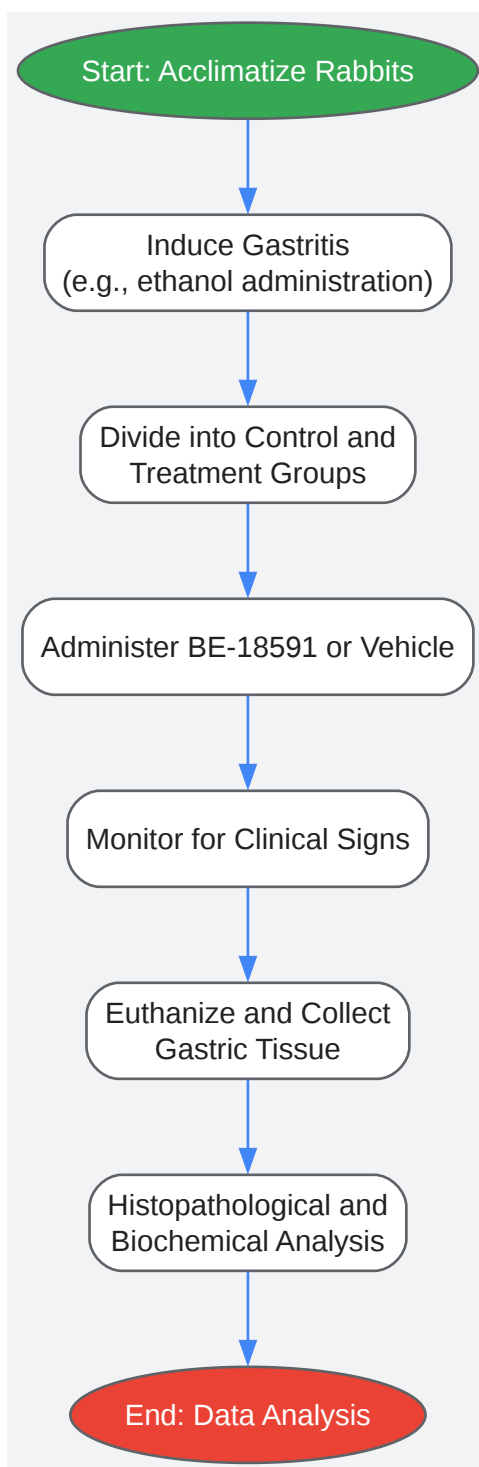 Start: Acclimatize Rabbits
Induce Gastritis
(e.g., ethanol administration)
Divide into Control and
Treatment Groups
Administer BE-18591 or Vehicle
Monitor for Clinical Signs
Euthanize and Collect
Gastric Tissue
Histopathological and
Biochemical Analysis
End: Data Analysis